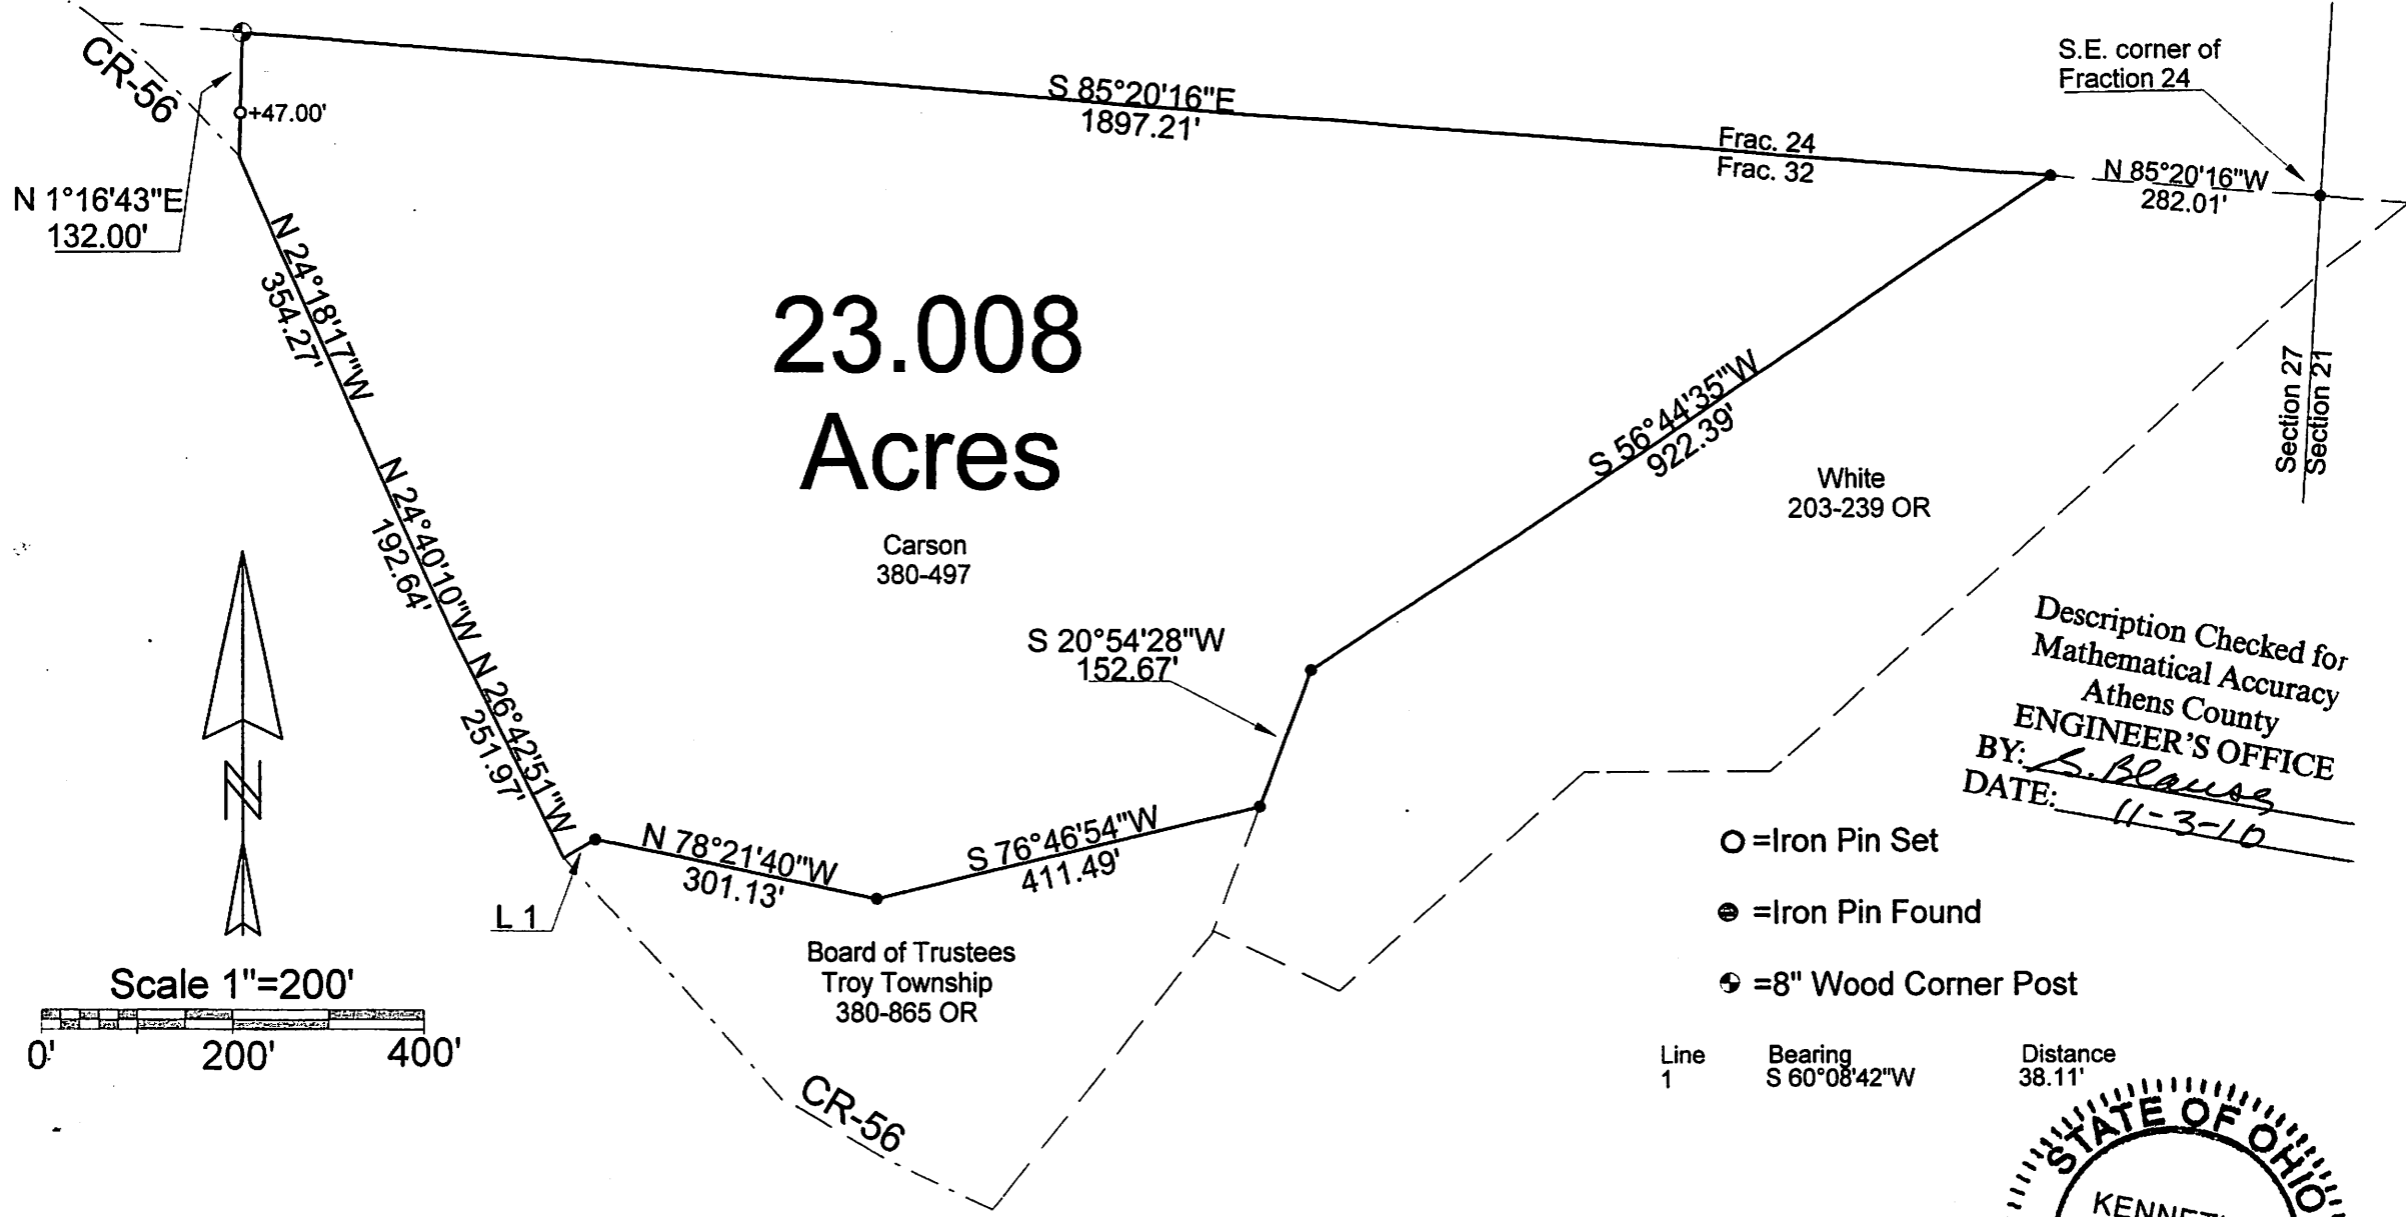 CR-56
+47.00'
N 1°16'43"E
132.00'
S 85°20'16"E
1897.21'
Frac. 24
Frac. 32
S.E. corner of
Fraction 24
N 85°20'16"W
282.01'
Section 27
Section 21
N 24°18'17"W
354.27'
N 24°40'10"W
192.64'
N 26°42'51"W
251.97'
23.008
Acres
Carson
380-497
S 56°44'35"W
922.39'
White
203-239 OR
S 20°54'28"W
152.67'
N 78°21'40"W
301.13'
S 76°46'54"W
411.49'
L 1
Board of Trustees
Troy Township
380-865 OR
CR-56
N
Scale 1"=200'
0' 200' 400'
Description Checked for
Mathematical Accuracy
Athens County
ENGINEER'S OFFICE
BY:
DATE: 11-3-10
=Iron Pin Set
=Iron Pin Found
=8" Wood Corner Post
Line Bearing Distance
1 S 60°08'42"W 38.11'
STATE OF OHIO